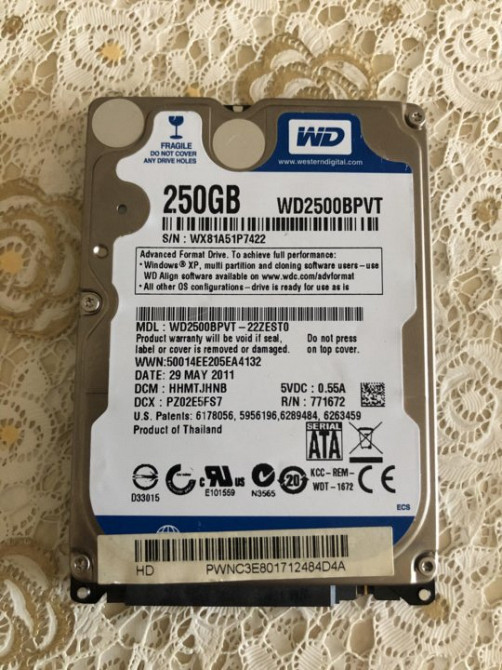 FRAGILE
DO NOT COVER
ANY DRIVE HOLES
WD
www.westerndigital.com
250GB WD2500BPVT
S/N : WX81A51P7422
Advanced Format Drive. To achieve full performance:
• Windows® XP, multi partition and cloning software users - use
WD Align software available on www.wdc.com/advformat
• All other OS configurations - drive is ready for use as is
MDL : WD2500BPVT - 22ZEST0
Product warranty will be void if seal, Do not press
label or cover is removed or damaged. on top cover.
WWN:50014EE205EA4132
DATE: 29 MAY 2011
DCM : HHMTJHNB 5VDC : 0.55A
DCX : PZ02E5FS7 R/N : 771672
U.S. Patents: 6178056, 5956196,6289484, 6263459
Product of Thailand
SERIAL
ATA
D33015
c RU us
E101559
N3565
20
KCC-REM-
WDT-1672
CE
ECS
HD PWNC3E801712484D4A